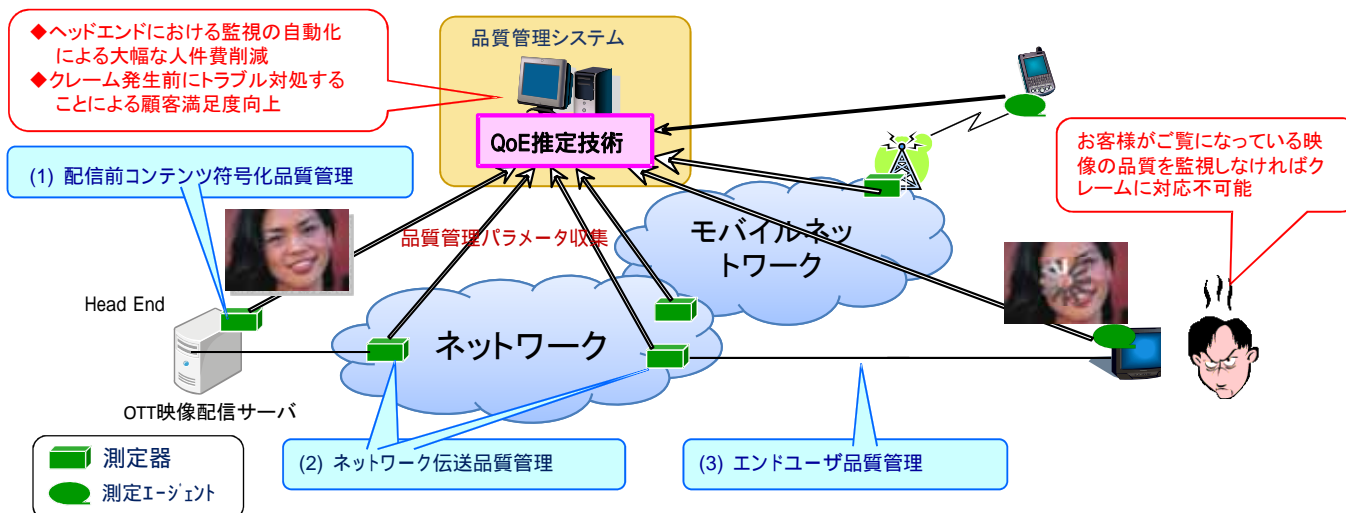 ◆ヘッドエンドにおける監視の自動化
による大幅な人件費削減
◆クレーム発生前にトラブル対処する
ことによる顧客満足度向上
品質管理システム
QoE推定技術
(1) 配信前コンテンツ符号化品質管理
お客様がご覧になっている映
像の品質を監視しなければク
レームに対応不可能
品質管理パラメータ収集
モバイルネッ
トワーク
Head End
ネットワーク
OTT映像配信サーバ
(2) ネットワーク伝送品質管理
(3) エンドユーザ品質管理
測定器
測定ｴｰｼﾞｪﾝﾄ